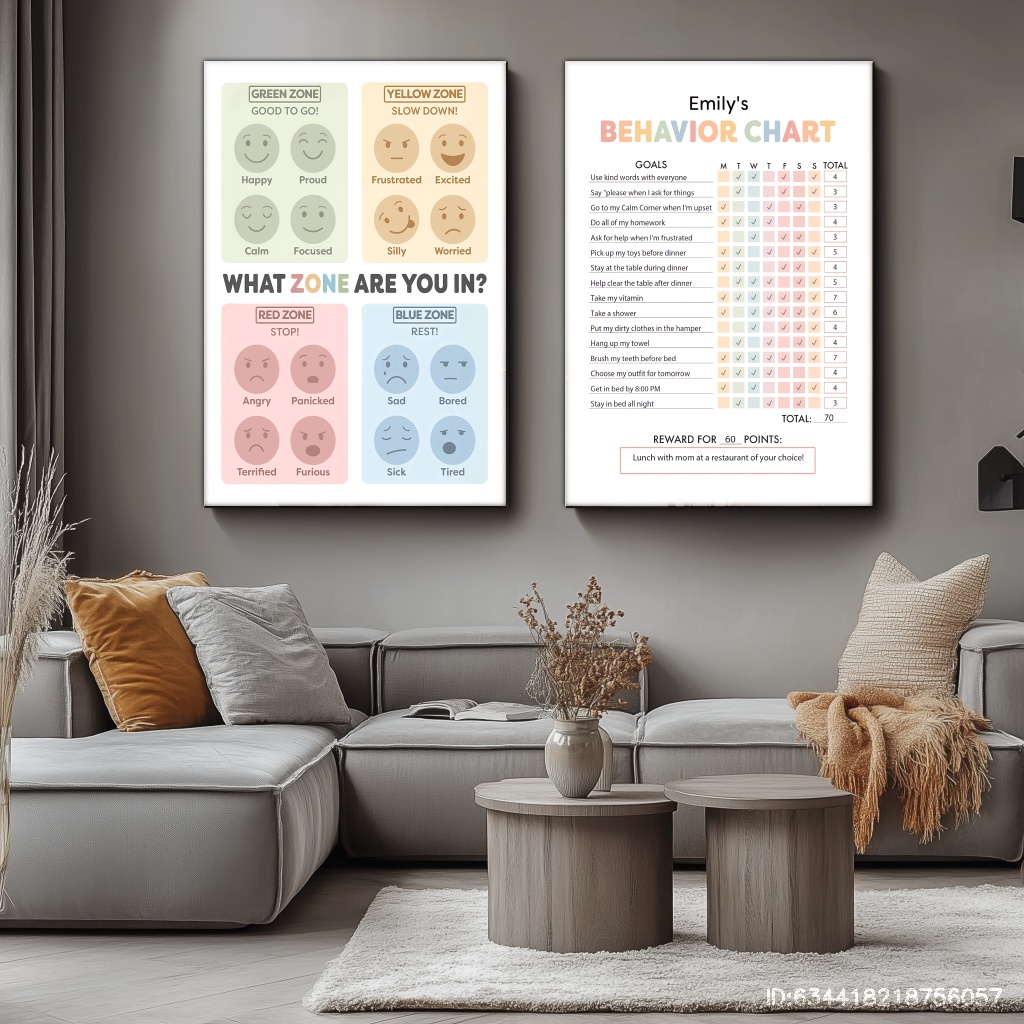 GREEN ZONE
GOOD TO GO!
Happy Proud
Calm Focused
YELLOW ZONE
SLOW DOWN!
Frustrated Excited
Silly Worried
WHAT ZONE ARE YOU IN?
RED ZONE
STOP!
Angry Panicked
Terrified Furious
BLUE ZONE
REST!
Sad Bored
Sick Tired
Emily's
BEHAVIOR CHART
GOALS M T W T F S S TOTAL
Use kind words with everyone 4
Say "please when I ask for things 3
Go to my Calm Corner when I'm upset 3
Do all of my homework 4
Ask for help when I'm frustrated 3
Pick up my toys before dinner 5
Stay at the table during dinner 4
Help clear the table after dinner 5
Take my vitamin 7
Take a shower 6
Put my dirty clothes in the hamper 4
Hang up my towel 4
Brush my teeth before bed 7
Choose my outfit for tomorrow 4
Get in bed by 8:00 PM 4
Stay in bed all night 3
TOTAL: 70
REWARD FOR 60 POINTS:
Lunch with mom at a restaurant of your choice!
ID:634418218756057